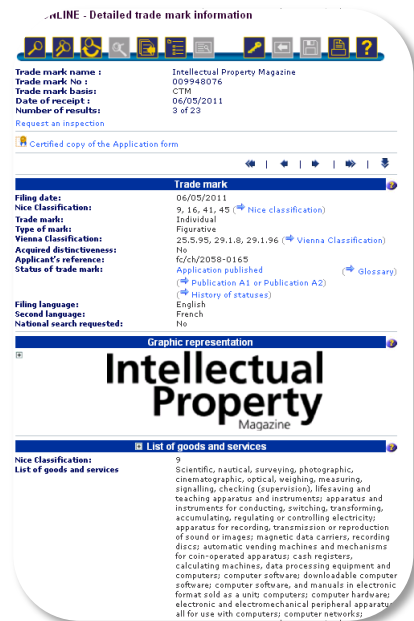 NLINE - Detailed trade mark information
Trade mark name : Intellectual Property Magazine
Trade mark No : 009948076
Trade mark basis: CTM
Date of receipt : 06/05/2011
Number of results: 3 of 23
Request an inspection
Certified copy of the Application form
Trade mark
Filing date: 06/05/2011
Nice Classification: 9, 16, 41, 45 ( Nice classification)
Trade mark: Individual
Type of mark: Figurative
Vienna Classification: 25.5.95, 29.1.8, 29.1.96 ( Vienna Classification)
Acquired distinctiveness: No
Applicant's reference: fc/ch/2058-0165
Status of trade mark: Application published ( Glossary)
( Publication A1 or Publication A2)
( History of statuses)
Filing language: English
Second language: French
National search requested: No
Graphic representation
Intellectual
Property
Magazine
List of goods and services
Nice Classification: 9
List of goods and services Scientific, nautical, surveying, photographic,
cinematographic, optical, weighing, measuring,
signalling, checking (supervision), lifesaving and
teaching apparatus and instruments; apparatus and
instruments for conducting, switching, transforming,
accumulating, regulating or controlling electricity;
apparatus for recording, transmission or reproduction
of sound or images; magnetic data carriers, recording
discs; automatic vending machines and mechanisms
for coin-operated apparatus; cash registers,
calculating machines, data processing equipment and
computers; computer software; downloadable computer
software; computer software, and manuals in electronic
format sold as a unit; computers; computer hardware;
electronic and electromechanical peripheral apparatus
all for use with computers; computer networks;